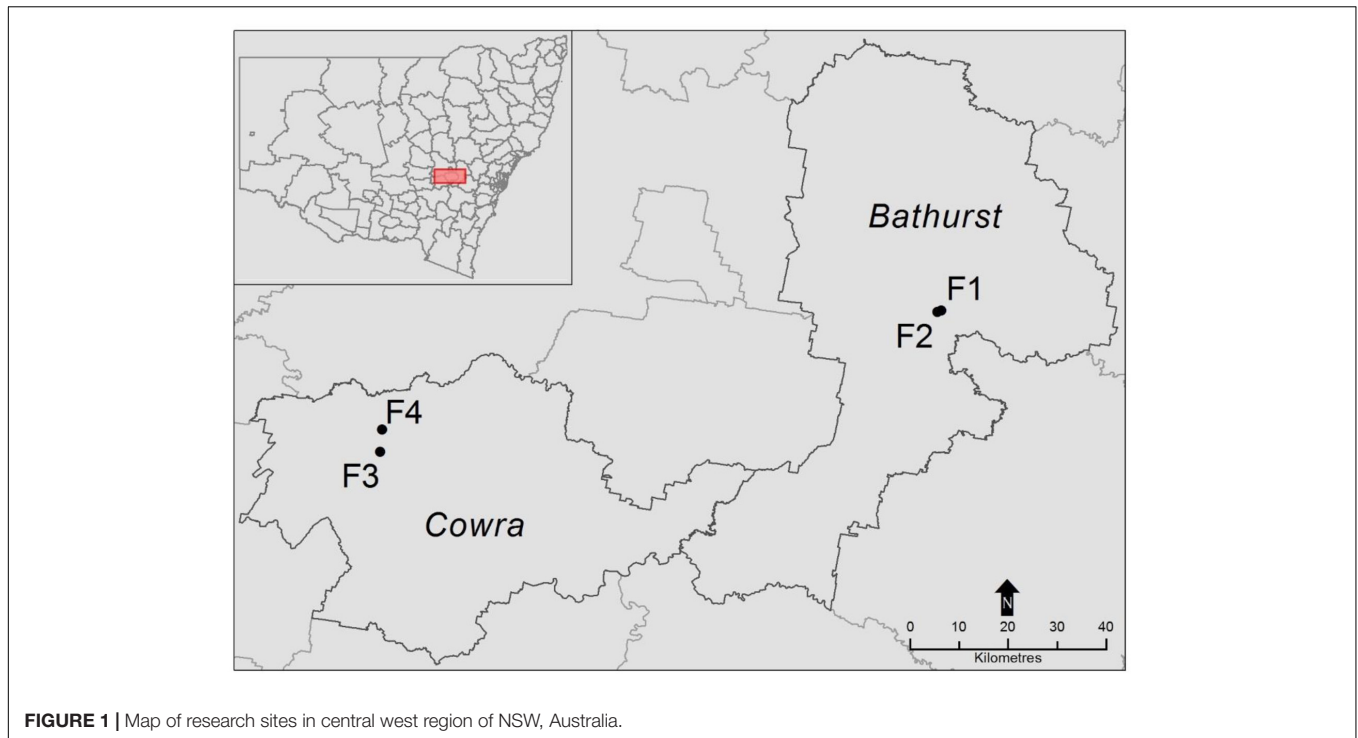 Bathurst
F1
F2
F4
F3
Cowra
N
0 10 20 30 40
Kilometres
FIGURE 1 | Map of research sites in central west region of NSW, Australia.